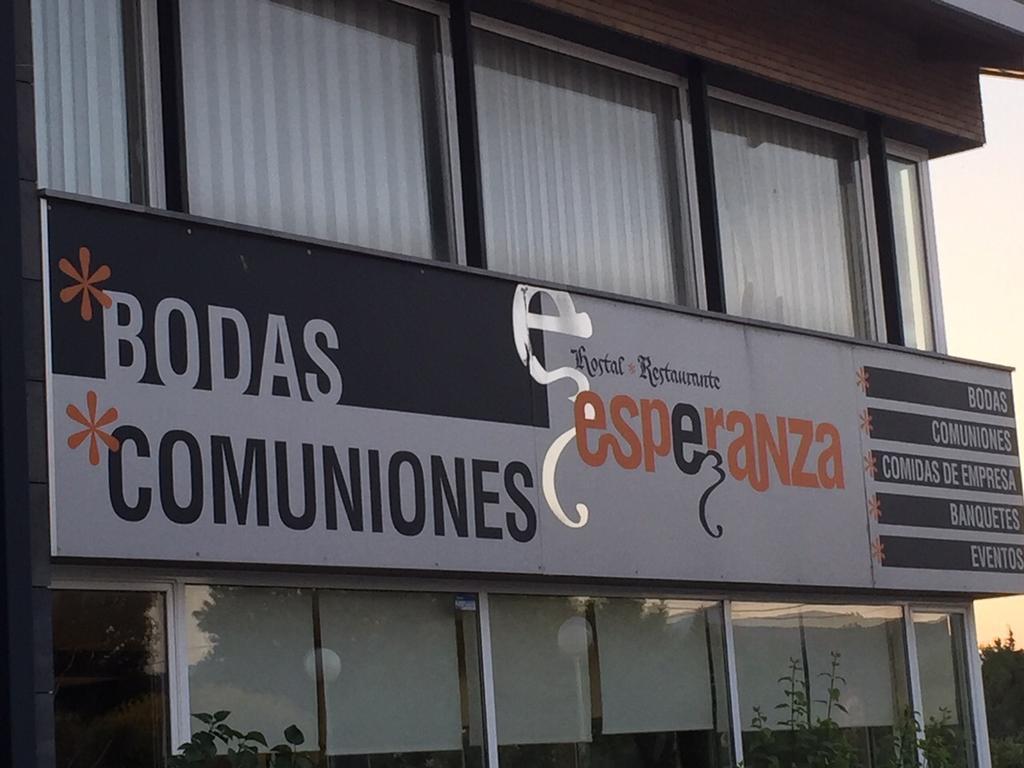 BODAS
COMUNIONES
Hostal * Restaurante
esperanza
BODAS
COMUNIONES
COMIDAS DE EMPRESA
BANQUETES
EVENTOS